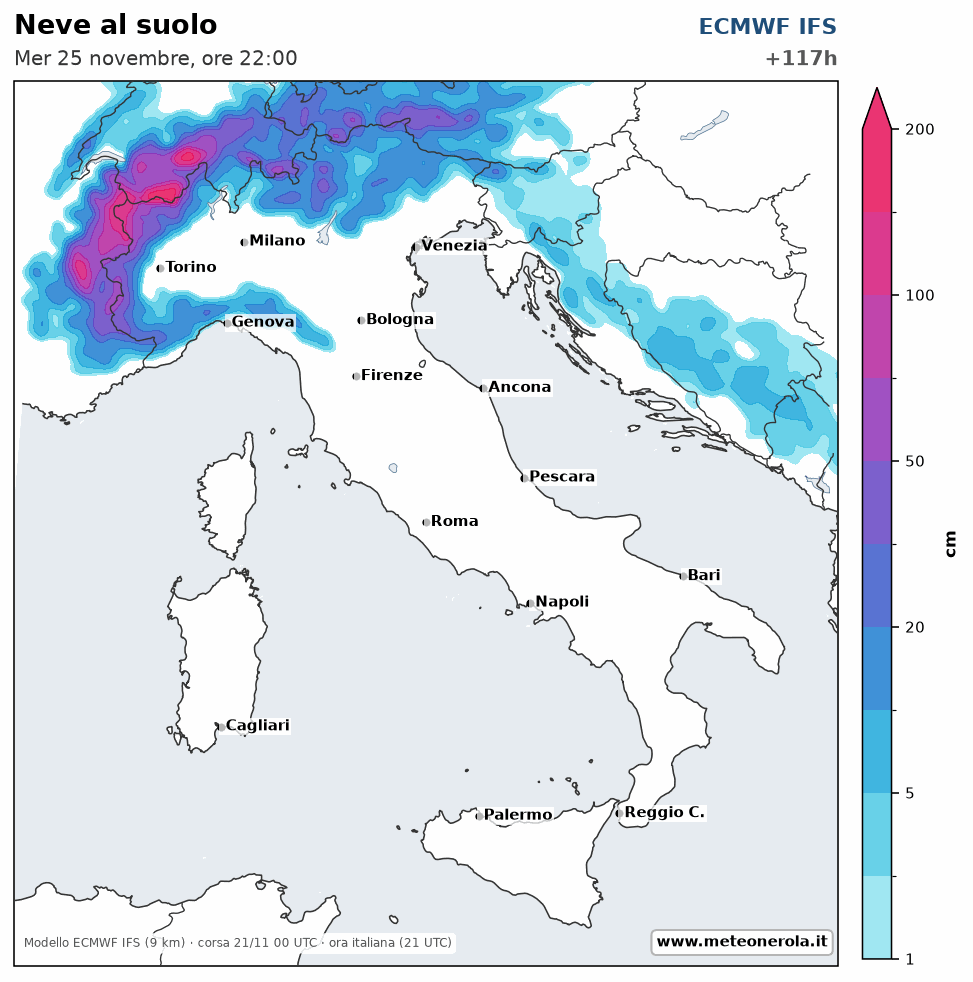 Neve al suolo
ECMWF IFS
Mer 25 novembre, ore 22:00
+117h
Milano
Venezia
Torino
Genova
Bologna
Firenze
Ancona
Pescara
Roma
Bari
Napoli
Cagliari
Palermo
Reggio C.
200
100
50
20
5
1
cm
Modello ECMWF IFS (9 km) · corsa 21/11 00 UTC · ora italiana (21 UTC)
www.meteonerola.it